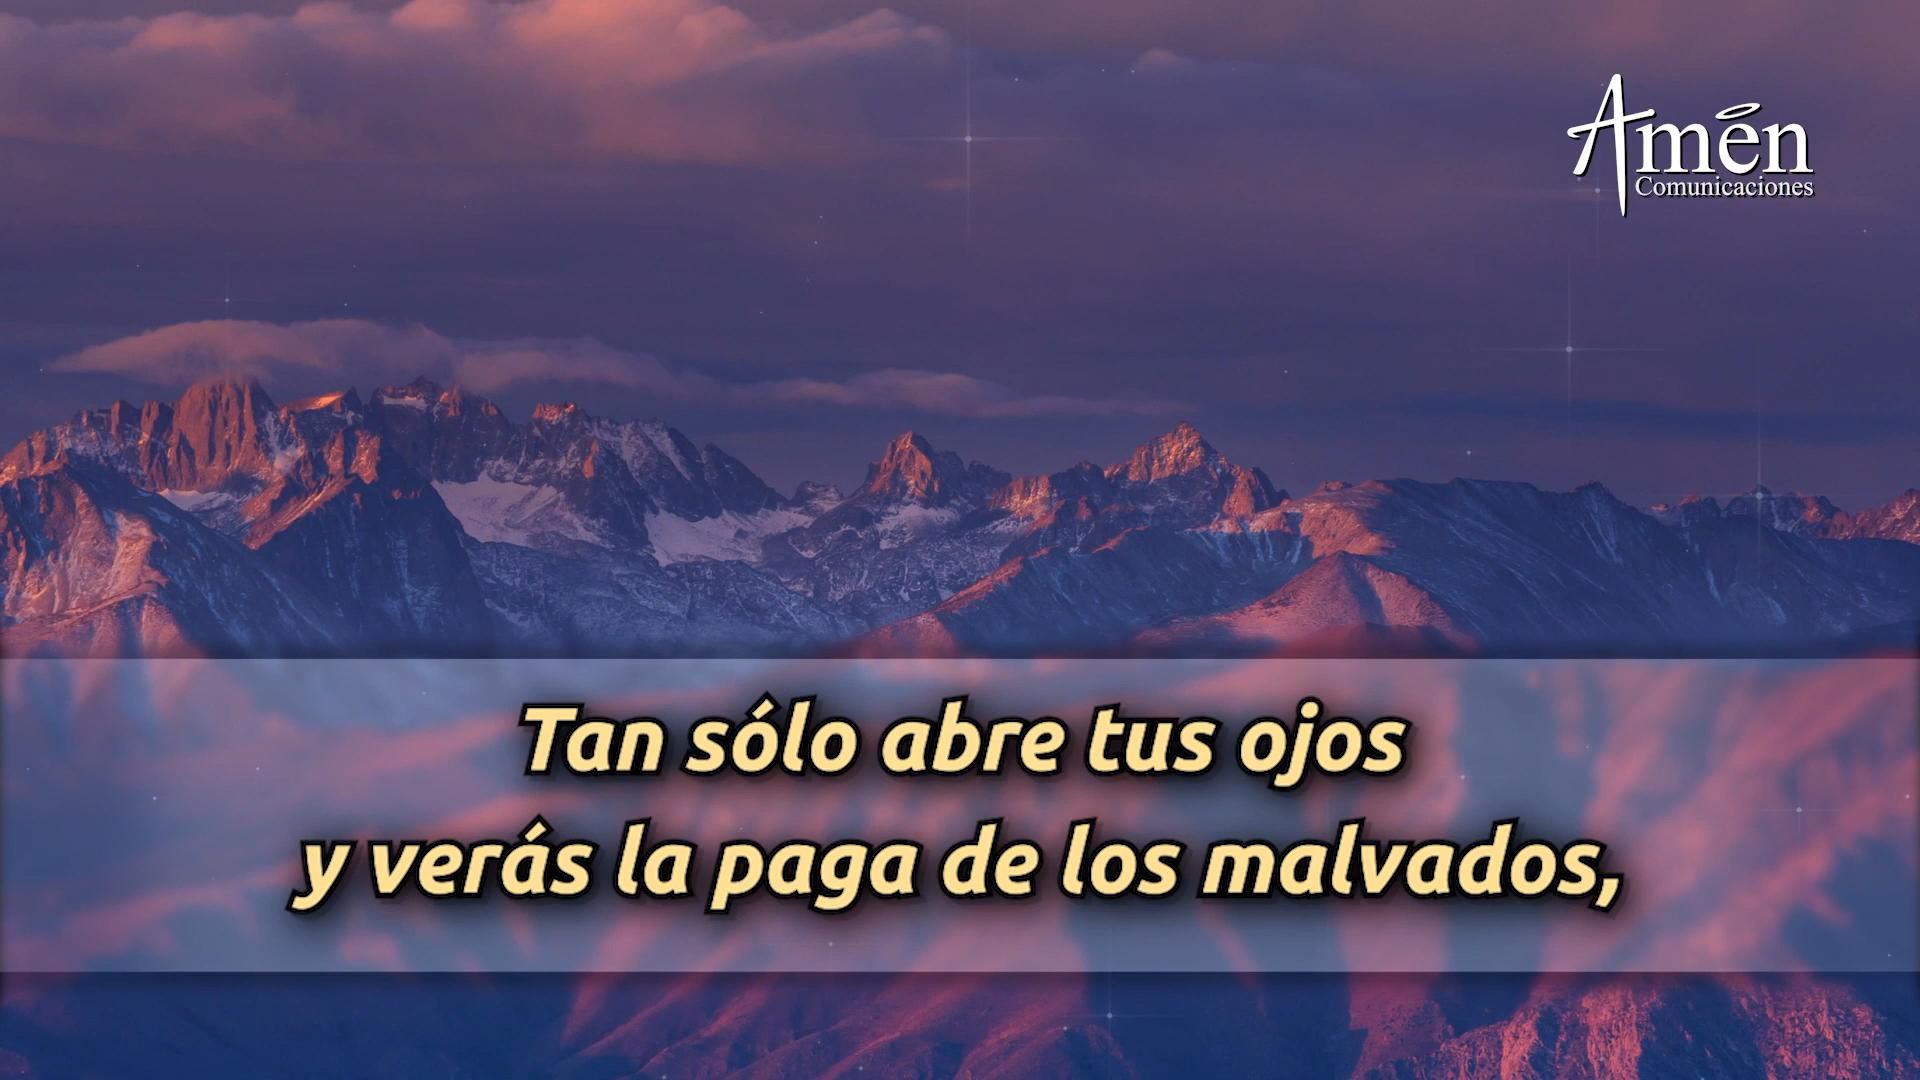 Amén
Comunicaciones
Tan sólo abre tus ojos
y verás la paga de los malvados,